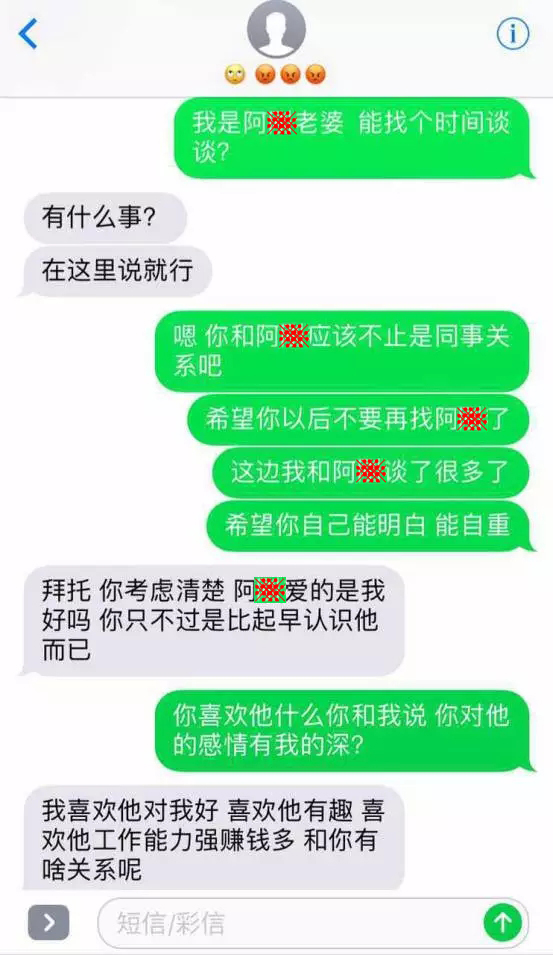 我是阿老婆 能找个时间谈
谈?
有什么事?
在这里说就行
嗯 你和阿应该不止是同事关
系吧
希望你以后不要再找阿了
这边我和阿谈了很多了
希望你自己能明白 能自重
拜托 你考虑清楚 阿爱的是我
好吗 你只不过是比起早认识他
而已
你喜欢他什么你和我说 你对他
的感情有我的深?
我喜欢他对我好 喜欢他有趣 喜
欢他工作能力强赚钱多 和你有
啥关系呢
短信/彩信